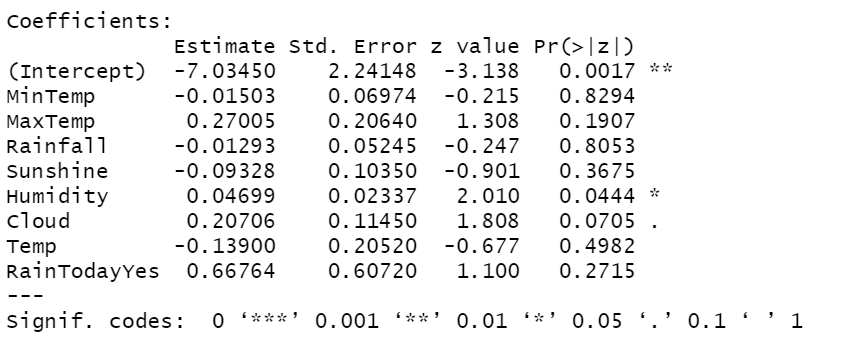 Coefficients:
             Estimate Std. Error z value Pr(>|z|)
(Intercept)  -7.03450    2.24148  -3.138   0.0017 **
MinTemp      -0.01503    0.06974  -0.215   0.8294
MaxTemp       0.27005    0.20640   1.308   0.1907
Rainfall     -0.01293    0.05245  -0.247   0.8053
Sunshine     -0.09328    0.10350  -0.901   0.3675
Humidity      0.04699    0.02337   2.010   0.0444 *
Cloud         0.20706    0.11450   1.808   0.0705 .
Temp         -0.13900    0.20520  -0.677   0.4982
RainTodayYes  0.66764    0.60720   1.100   0.2715
---
Signif. codes:  0 ‘***’ 0.001 ‘**’ 0.01 ‘*’ 0.05 ‘.’ 0.1 ‘ ’ 1